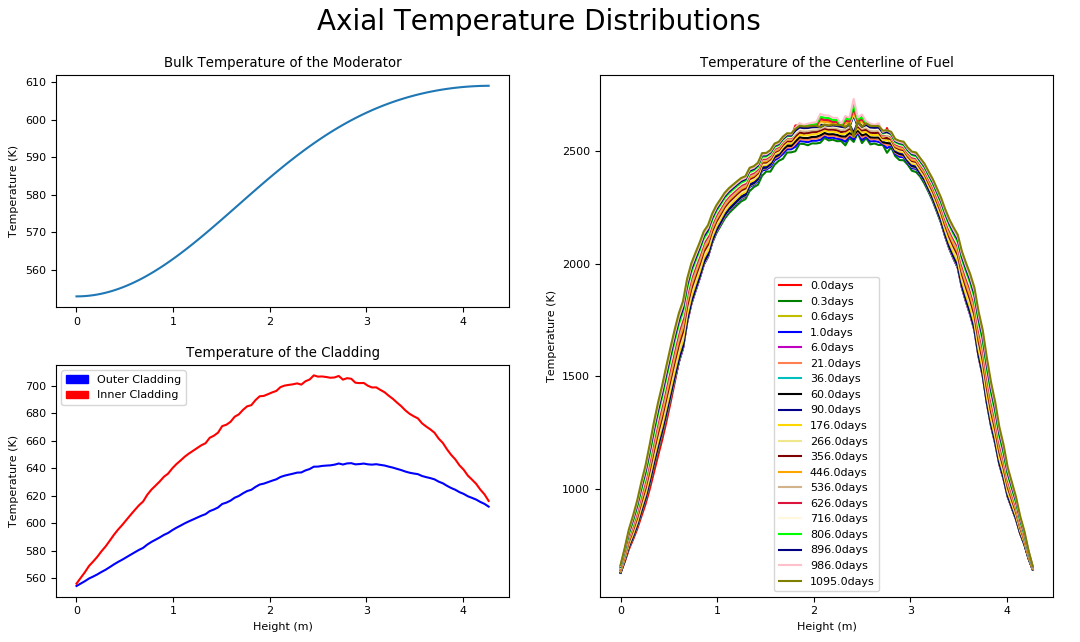 Axial Temperature Distributions
Bulk Temperature of the Moderator
Temperature (K)
610
600
590
580
570
560
0 1 2 3 4
Temperature of the Cladding
Outer Cladding
Inner Cladding
Temperature (K)
700
680
660
640
620
600
580
560
0 1 2 3 4
Height (m)
Temperature of the Centerline of Fuel
Temperature (K)
2500
2000
1500
1000
0.0days
0.3days
0.6days
1.0days
6.0days
21.0days
36.0days
60.0days
90.0days
176.0days
266.0days
356.0days
446.0days
536.0days
626.0days
716.0days
806.0days
896.0days
986.0days
1095.0days
0 1 2 3 4
Height (m)